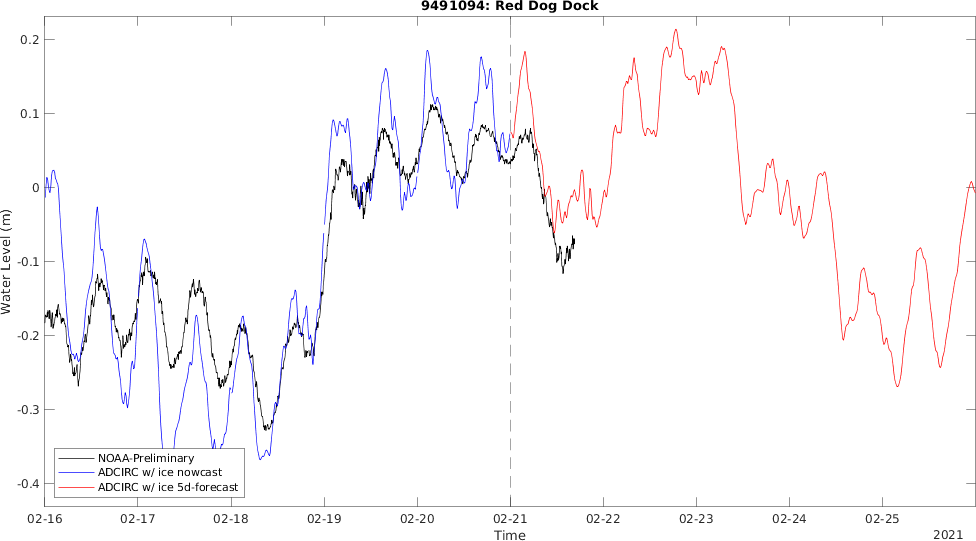 9491094: Red Dog Dock
0.2
0.1
0
-0.1
-0.2
-0.3
-0.4
Water Level (m)
NOAA-Preliminary
ADCIRC w/ ice nowcast
ADCIRC w/ ice 5d-forecast
02-16 02-17 02-18 02-19 02-20 02-21 02-22 02-23 02-24 02-25
Time
2021